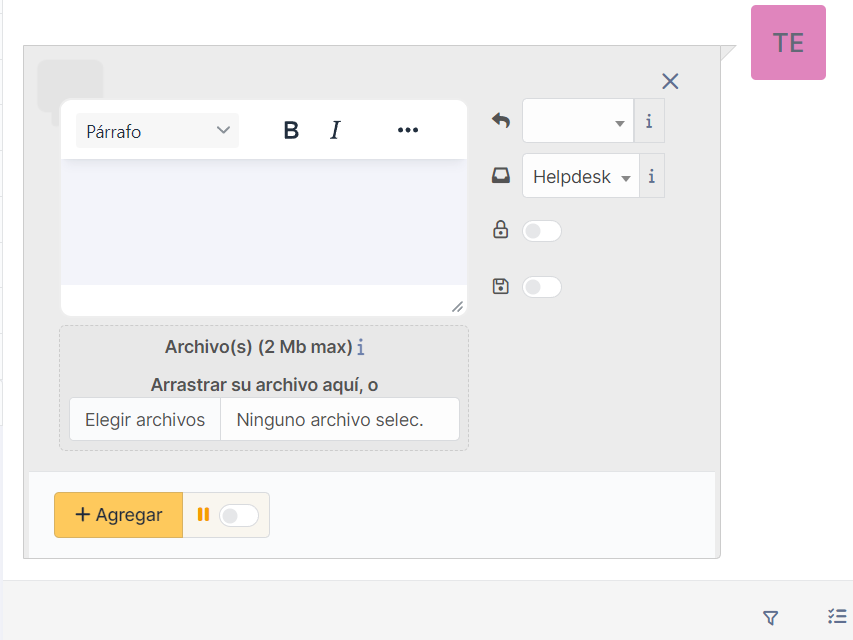 TE
Párrafo
B I •••
i
Helpdesk i
Archivo(s) (2 Mb max) i
Arrastrar su archivo aquí, o
Elegir archivos Ninguno archivo selec.
+ Agregar